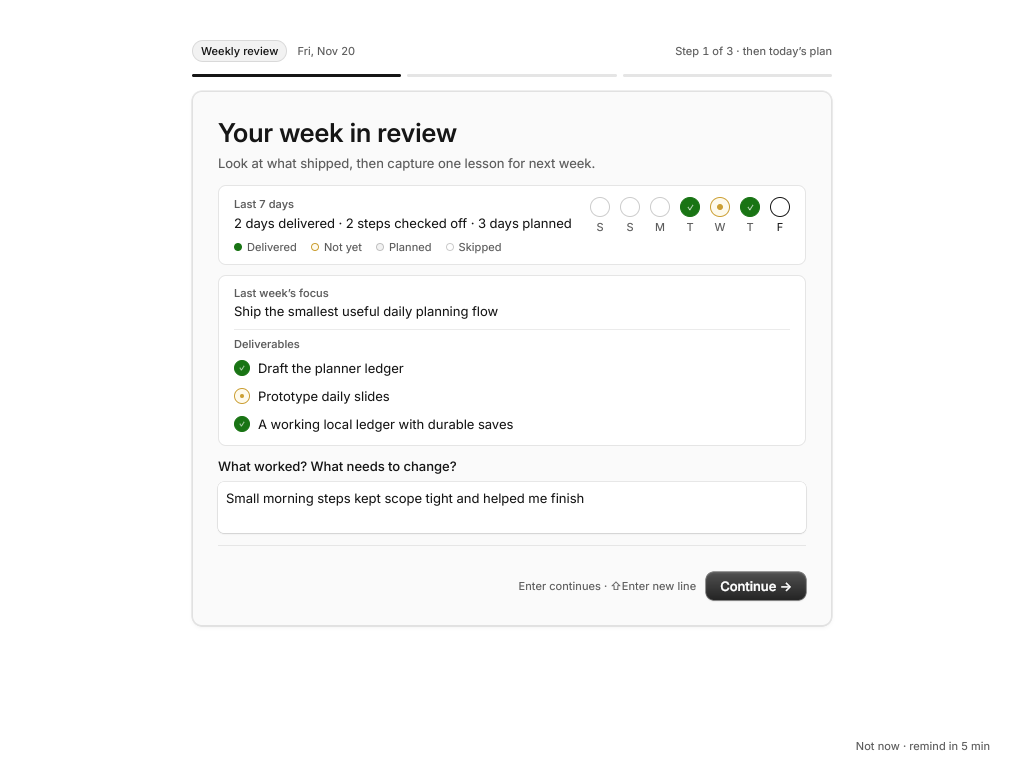 Weekly review Fri, Nov 20 Step 1 of 3 · then today’s plan
Your week in review
Look at what shipped, then capture one lesson for next week.
Last 7 days
2 days delivered · 2 steps checked off · 3 days planned
S S M T W T F
Delivered Not yet Planned Skipped
Last week’s focus
Ship the smallest useful daily planning flow
Deliverables
Draft the planner ledger
Prototype daily slides
A working local ledger with durable saves
What worked? What needs to change?
Small morning steps kept scope tight and helped me finish
Enter continues · ⇧Enter new line Continue →
Not now · remind in 5 min